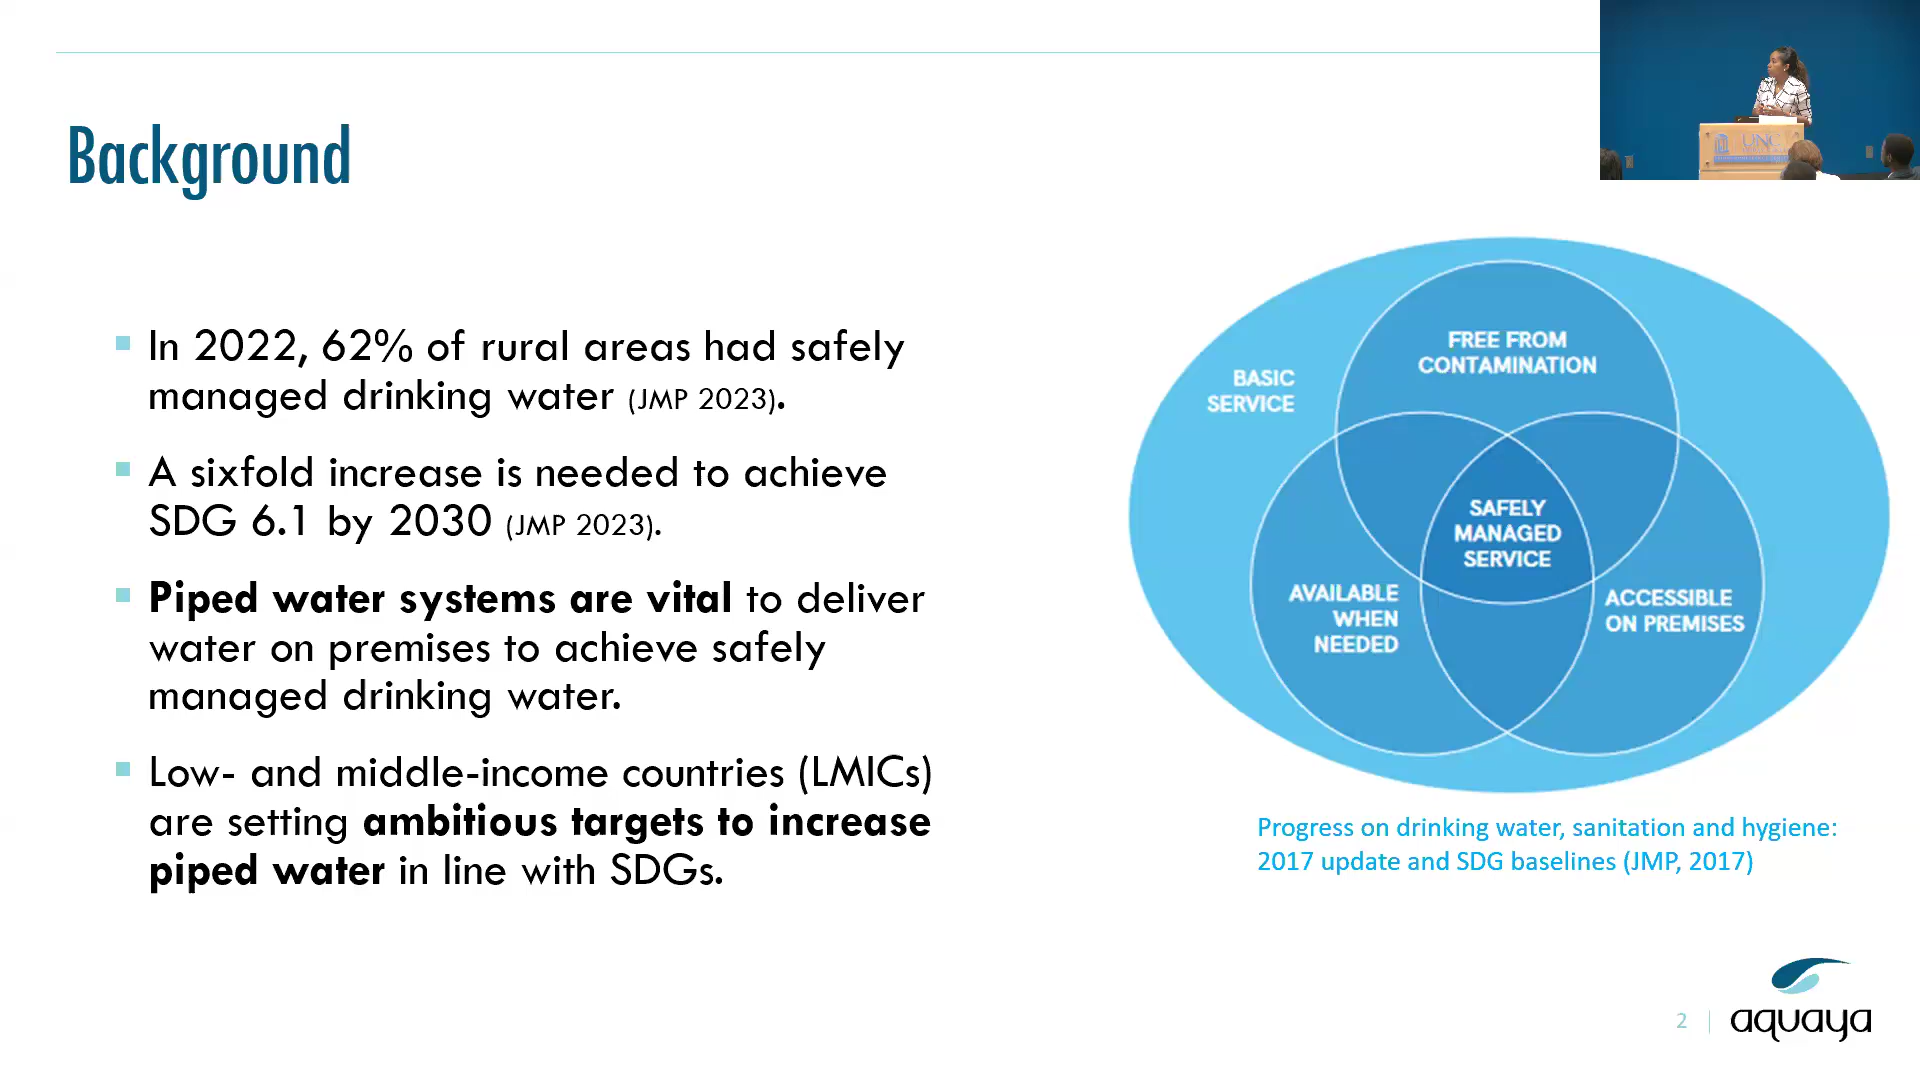 Background
In 2022, 62% of rural areas had safely
managed drinking water (JMP 2023).
A sixfold increase is needed to achieve
SDG 6.1 by 2030 (JMP 2023).
Piped water systems are vital to deliver
water on premises to achieve safely
managed drinking water.
Low- and middle-income countries (LMICs)
are setting ambitious targets to increase
piped water in line with SDGs.
UNC
BASIC
SERVICE
FREE FROM
CONTAMINATION
SAFELY
MANAGED
SERVICE
AVAILABLE
WHEN
NEEDED
ACCESSIBLE
ON PREMISES
Progress on drinking water, sanitation and hygiene:
2017 update and SDG baselines (JMP, 2017)
2
aquaya